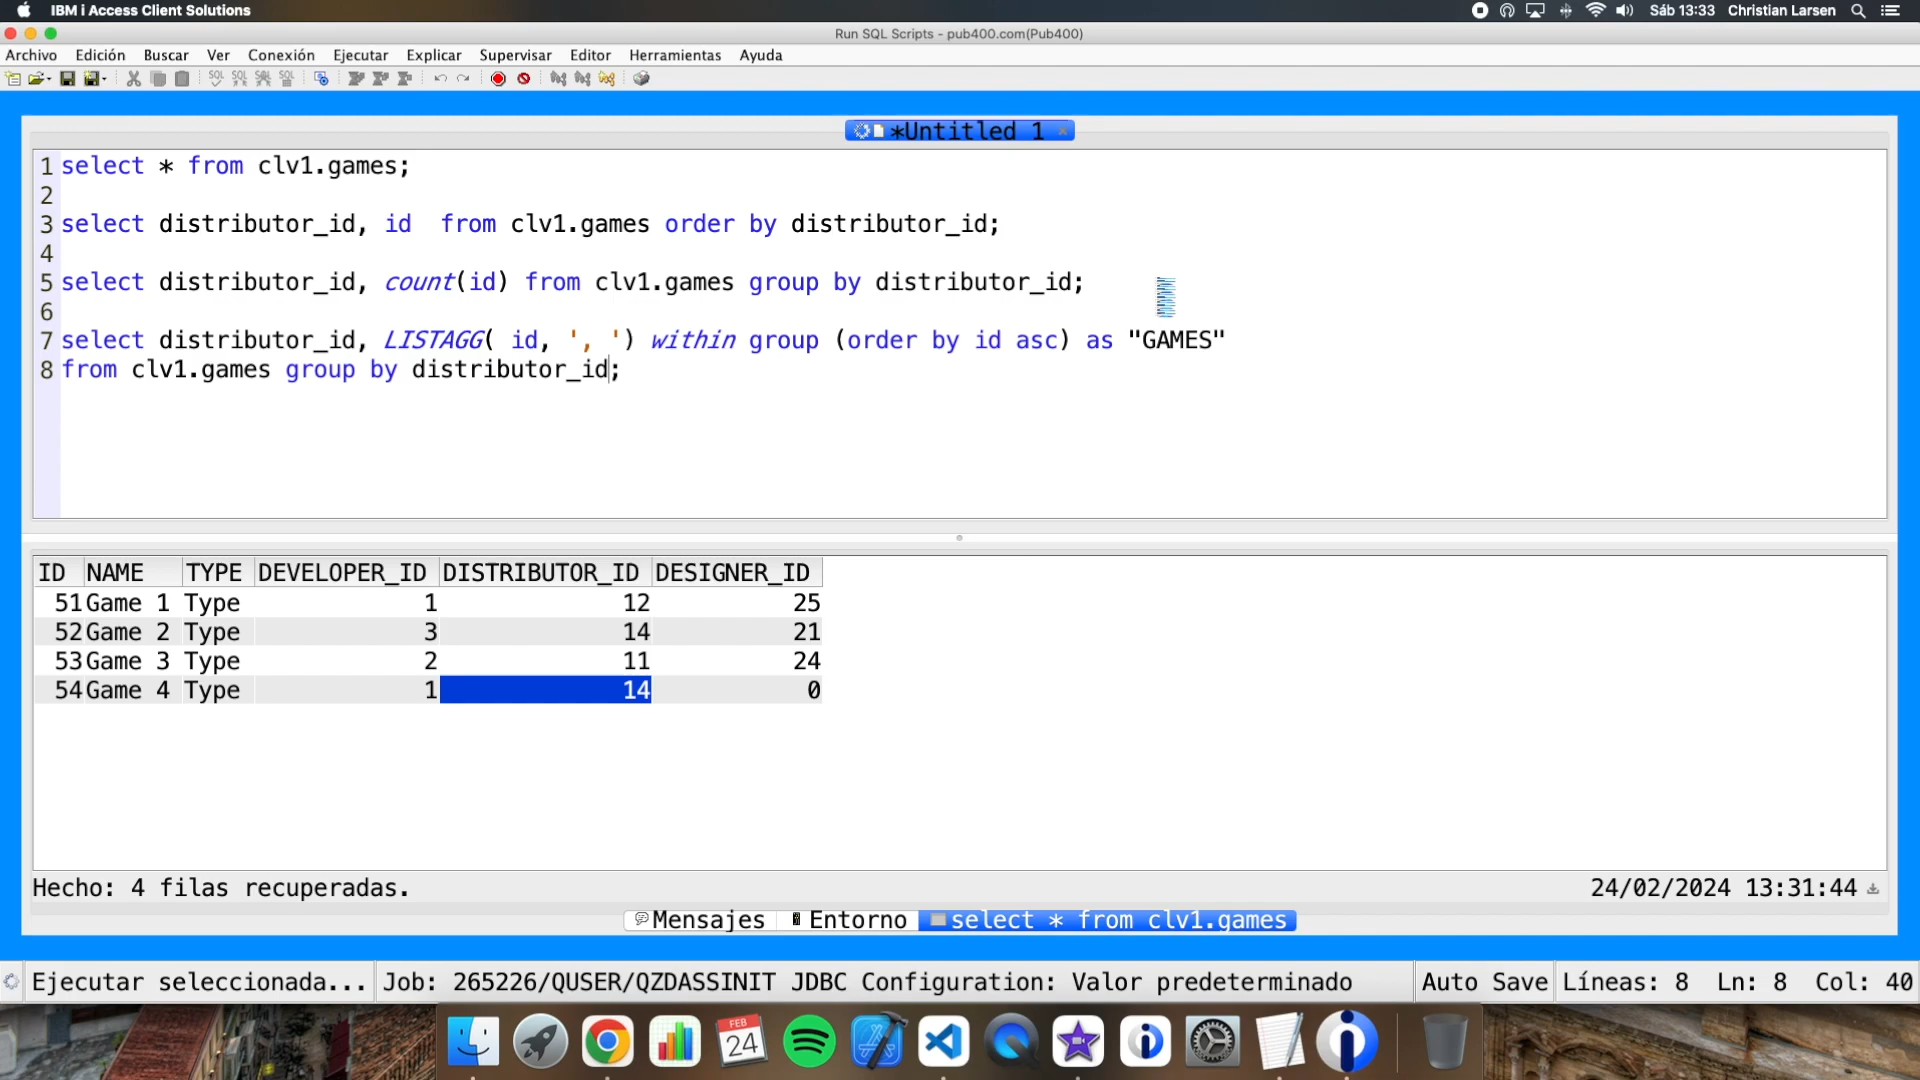 IBM i Access Client Solutions
Sáb 13:33 Christian Larsen
Run SQL Scripts - pub400.com(Pub400)
Archivo Edición Buscar Ver Conexión Ejecutar Explicar Supervisar Editor Herramientas Ayuda
*Untitled 1
1 select * from clv1.games;
2
3 select distributor_id, id  from clv1.games order by distributor_id;
4
5 select distributor_id, count(id) from clv1.games group by distributor_id;
6
7 select distributor_id, LISTAGG( id, ', ') within group (order by id asc) as "GAMES"
8 from clv1.games group by distributor_id;
ID NAME TYPE DEVELOPER_ID DISTRIBUTOR_ID DESIGNER_ID
51 Game 1 Type 1 12 25
52 Game 2 Type 3 14 21
53 Game 3 Type 2 11 24
54 Game 4 Type 1 14 0
Hecho: 4 filas recuperadas. 24/02/2024 13:31:44
Mensajes Entorno select * from clv1.games
Ejecutar seleccionada... Job: 265226/QUSER/QZDASSINIT JDBC Configuration: Valor predeterminado Auto Save Líneas: 8 Ln: 8 Col: 40
FEB
24